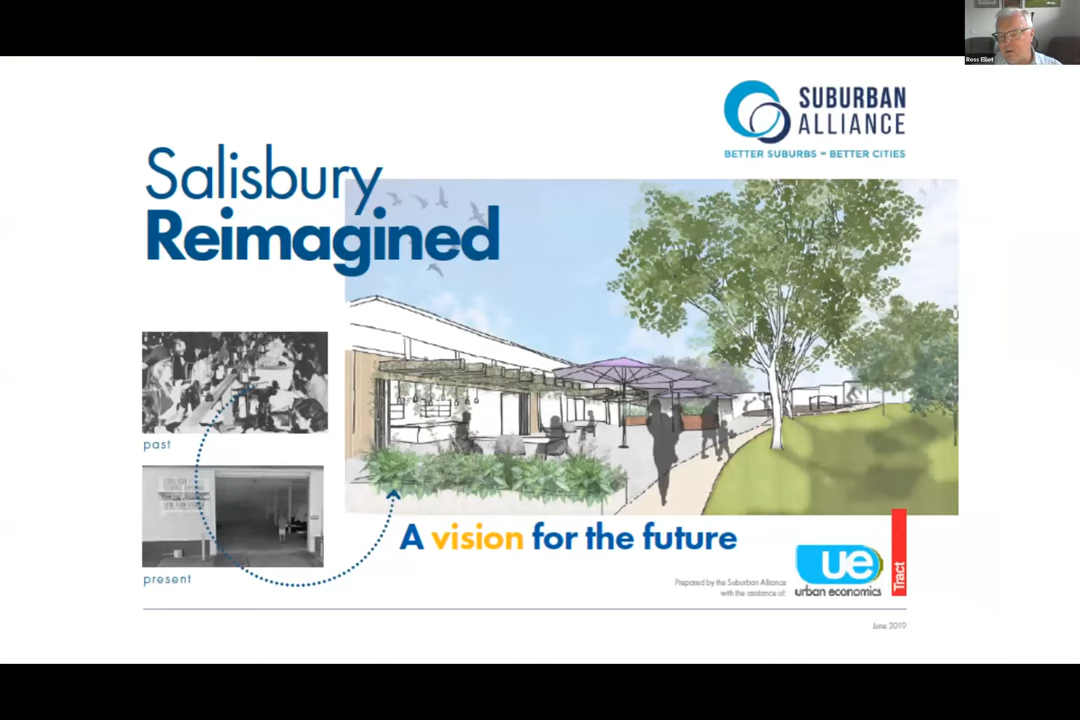 Ross Elliot
SUBURBAN
ALLIANCE
BETTER SUBURBS = BETTER CITIES
Salisbury
Reimagined
past
present
A vision for the future
Prepared by the Suburban Alliance
with the assistance of:
ue
urban economics
Tract
June 2019